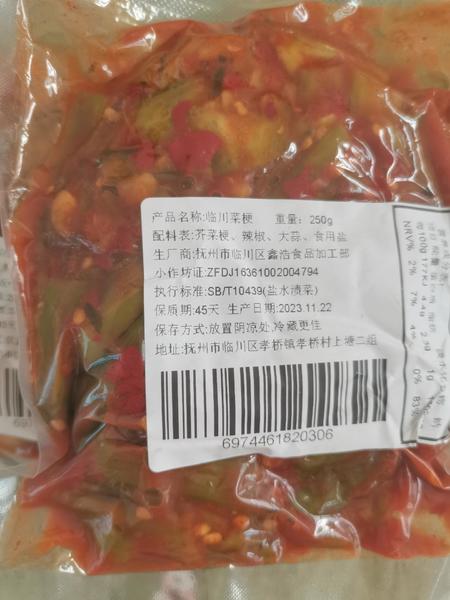 产品名称:临川菜梗 重量: 250g
配料表:芥菜梗、辣椒、大蒜、食用盐
生厂商:抚州市临川区鑫浩食品加工部
小作坊证:ZFDJ16361002004794
执行标准:SB/T10439(盐水渍菜)
保质期:45天 生产日期:2023.11.22
保存方式:放置阴凉处,冷藏更佳
地址:抚州市临川区孝桥镇孝桥村上塘二组
6974461820306
NRV% 2% 7% 0% 83%